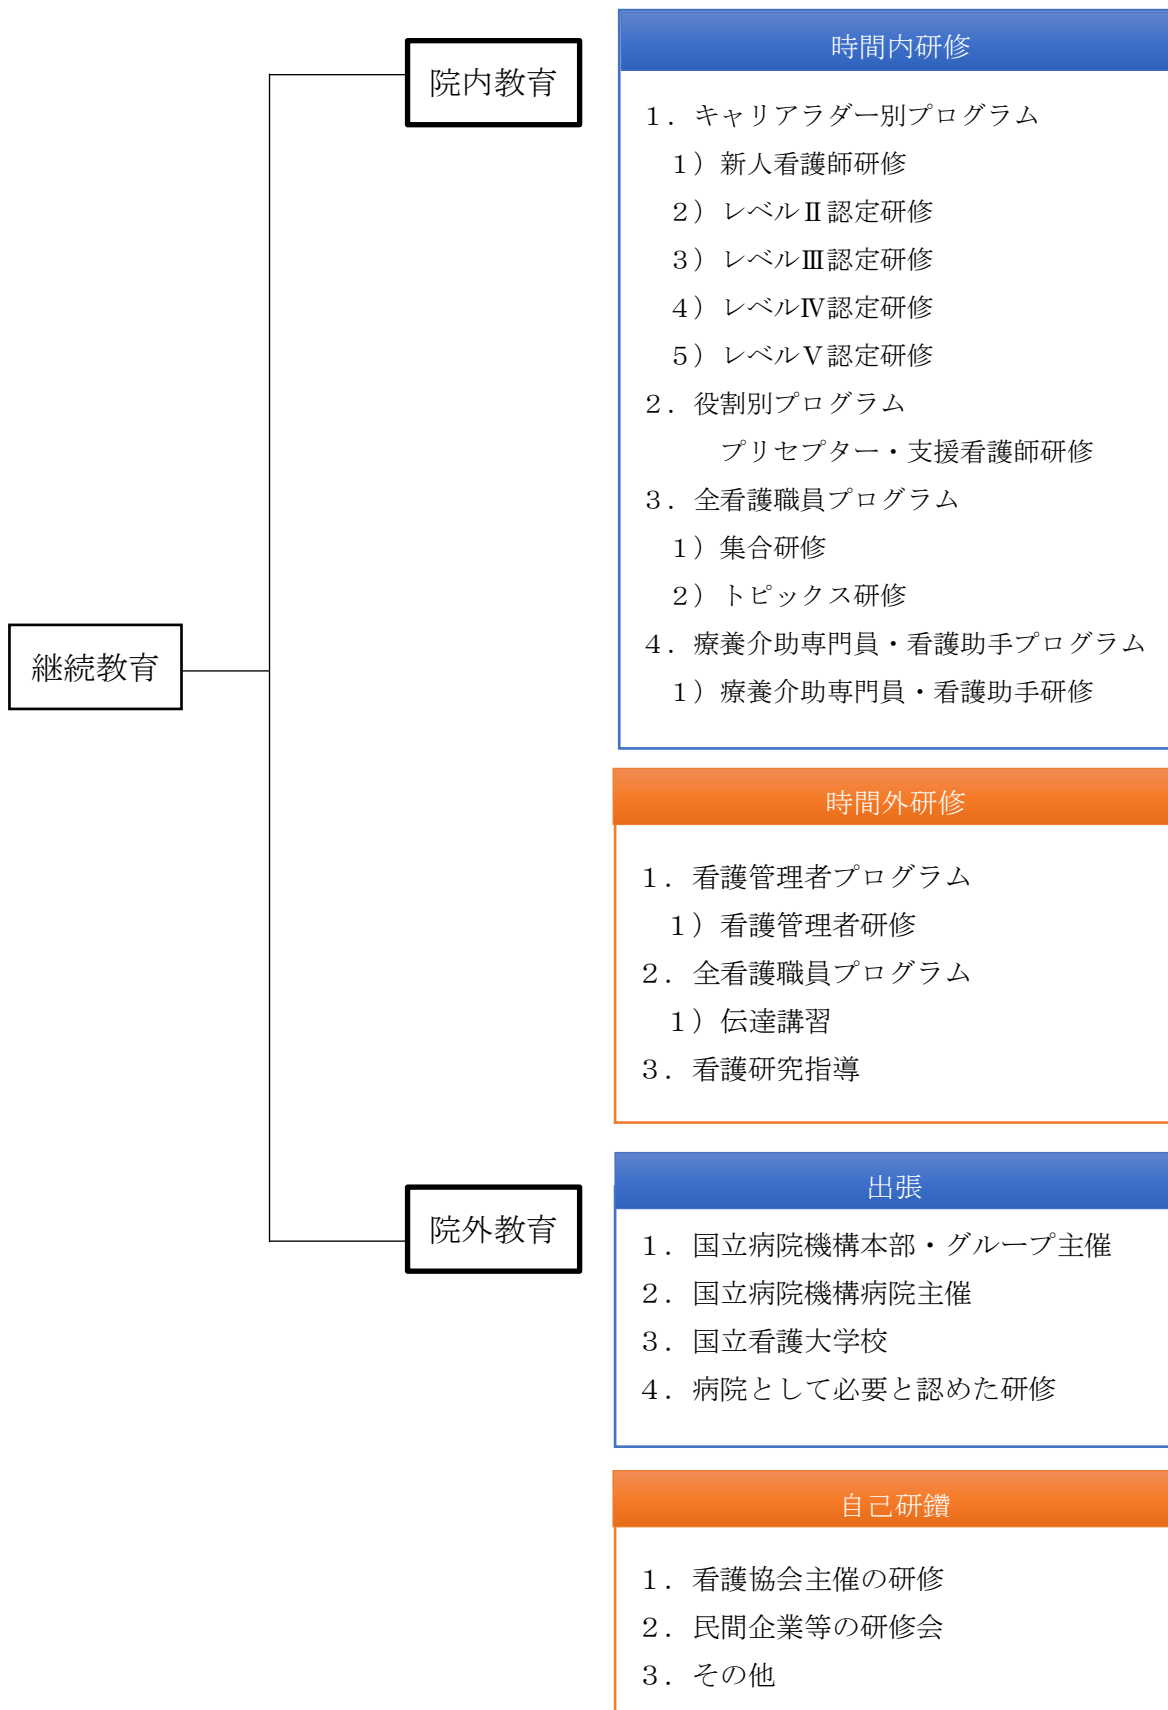 継続教育
院内教育
時間内研修
１．キャリアラダー別プログラム
１）新人看護師研修
２）レベルⅡ認定研修
３）レベルⅢ認定研修
４）レベルⅣ認定研修
５）レベルⅤ認定研修
２．役割別プログラム
プリセプター・支援看護師研修
３．全看護職員プログラム
１）集合研修
２）トピックス研修
４．療養介助専門員・看護助手プログラム
１）療養介助専門員・看護助手研修
時間外研修
１．看護管理者プログラム
１）看護管理者研修
２．全看護職員プログラム
１）伝達講習
３．看護研究指導
院外教育
出張
１．国立病院機構本部・グループ主催
２．国立病院機構病院主催
３．国立看護大学校
４．病院として必要と認めた研修
自己研鑽
１．看護協会主催の研修
２．民間企業等の研修会
３．その他